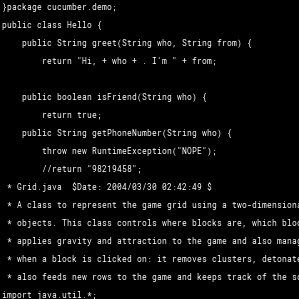 }package cucumber.demo;
public class Hello {
public String greet(String who, String from) {
return "Hi, + who + . I'm " + from;
public boolean isFriend(String who) {
return true;
public String getPhoneNumber(String who) {
throw new RuntimeException("NOPE");
//return "98219458";
* Grid.java $Date: 2004/03/30 02:42:49 $
* A class to represent the game grid using a two-dimensiona
* objects. This class controls where blocks are, which bloc
* applies gravity and attraction to the game and also manag
* when a block is clicked on: it removes clusters, detonate
* also feeds new rows to the game and keeps track of the sc
import java.util.*;